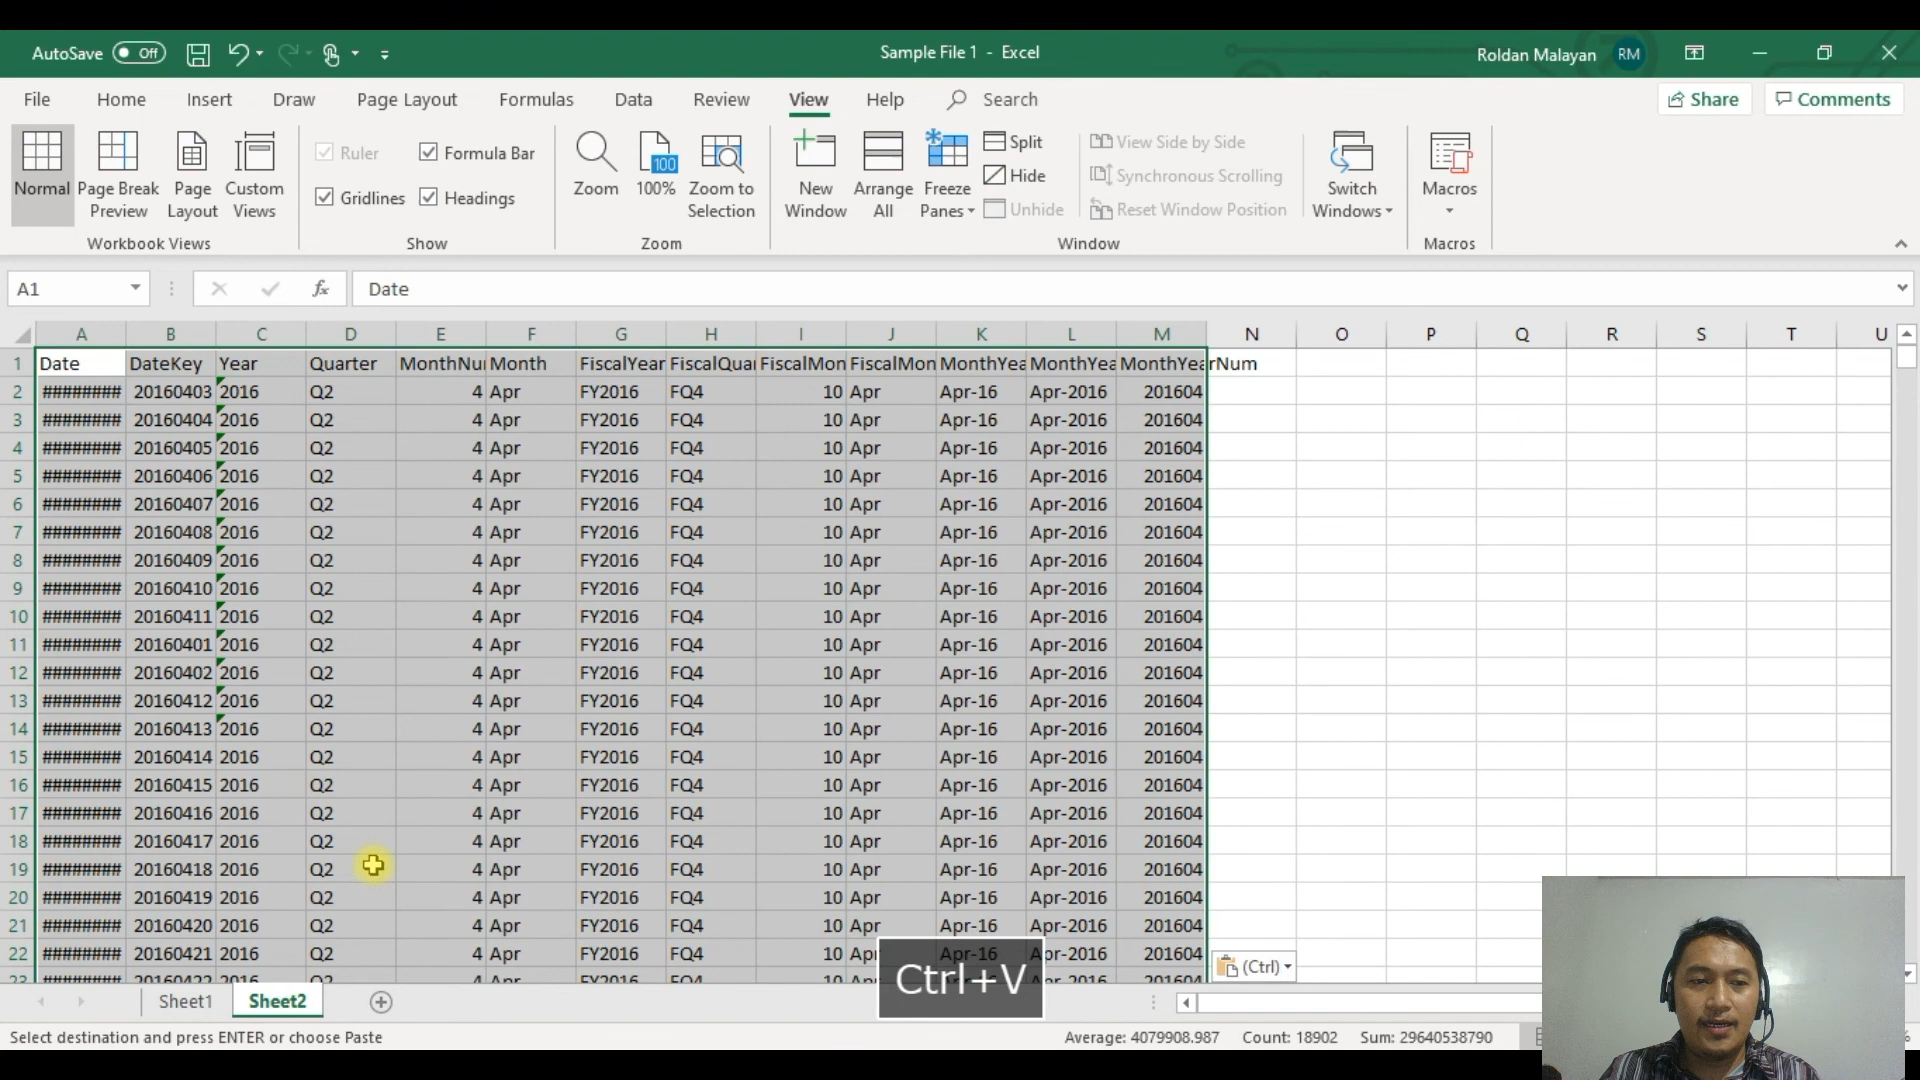 AutoSave Off Sample File 1 - Excel Roldan Malayan RM
File Home Insert Draw Page Layout Formulas Data Review View Help Search Share Comments
Normal Page Break Preview Page Layout Custom Views Ruler Formula Bar Gridlines Headings Zoom 100 100% Zoom to Selection New Window Arrange All Freeze Panes Split Hide Unhide View Side by Side Synchronous Scrolling Reset Window Position Switch Windows Macros
Workbook Views Show Zoom Window Macros
A1 fx Date
A B C D E F G H I J K L M N O P Q R S T U
1 Date DateKey Year Quarter MonthNu Month FiscalYear FiscalQua FiscalMon FiscalMon MonthYea MonthYea MonthYearNum
2 ######## 20160403 2016 Q2 4 Apr FY2016 FQ4 10 Apr Apr-16 Apr-2016 201604
3 ######## 20160404 2016 Q2 4 Apr FY2016 FQ4 10 Apr Apr-16 Apr-2016 201604
4 ######## 20160405 2016 Q2 4 Apr FY2016 FQ4 10 Apr Apr-16 Apr-2016 201604
5 ######## 20160406 2016 Q2 4 Apr FY2016 FQ4 10 Apr Apr-16 Apr-2016 201604
6 ######## 20160407 2016 Q2 4 Apr FY2016 FQ4 10 Apr Apr-16 Apr-2016 201604
7 ######## 20160408 2016 Q2 4 Apr FY2016 FQ4 10 Apr Apr-16 Apr-2016 201604
8 ######## 20160409 2016 Q2 4 Apr FY2016 FQ4 10 Apr Apr-16 Apr-2016 201604
9 ######## 20160410 2016 Q2 4 Apr FY2016 FQ4 10 Apr Apr-16 Apr-2016 201604
10 ######## 20160411 2016 Q2 4 Apr FY2016 FQ4 10 Apr Apr-16 Apr-2016 201604
11 ######## 20160401 2016 Q2 4 Apr FY2016 FQ4 10 Apr Apr-16 Apr-2016 201604
12 ######## 20160402 2016 Q2 4 Apr FY2016 FQ4 10 Apr Apr-16 Apr-2016 201604
13 ######## 20160412 2016 Q2 4 Apr FY2016 FQ4 10 Apr Apr-16 Apr-2016 201604
14 ######## 20160413 2016 Q2 4 Apr FY2016 FQ4 10 Apr Apr-16 Apr-2016 201604
15 ######## 20160414 2016 Q2 4 Apr FY2016 FQ4 10 Apr Apr-16 Apr-2016 201604
16 ######## 20160415 2016 Q2 4 Apr FY2016 FQ4 10 Apr Apr-16 Apr-2016 201604
17 ######## 20160416 2016 Q2 4 Apr FY2016 FQ4 10 Apr Apr-16 Apr-2016 201604
18 ######## 20160417 2016 Q2 4 Apr FY2016 FQ4 10 Apr Apr-16 Apr-2016 201604
19 ######## 20160418 2016 Q2 4 Apr FY2016 FQ4 10 Apr Apr-16 Apr-2016 201604
20 ######## 20160419 2016 Q2 4 Apr FY2016 FQ4 10 Apr Apr-16 Apr-2016 201604
21 ######## 20160420 2016 Q2 4 Apr FY2016 FQ4 10 Apr Apr-16 Apr-2016 201604
22 ######## 20160421 2016 Q2 4 Apr FY2016 FQ4 10 Apr Apr-16 Apr-2016 201604
(Ctrl)
Ctrl+V
Sheet1 Sheet2
Select destination and press ENTER or choose Paste Average: 4079908.987 Count: 18902 Sum: 29640538790